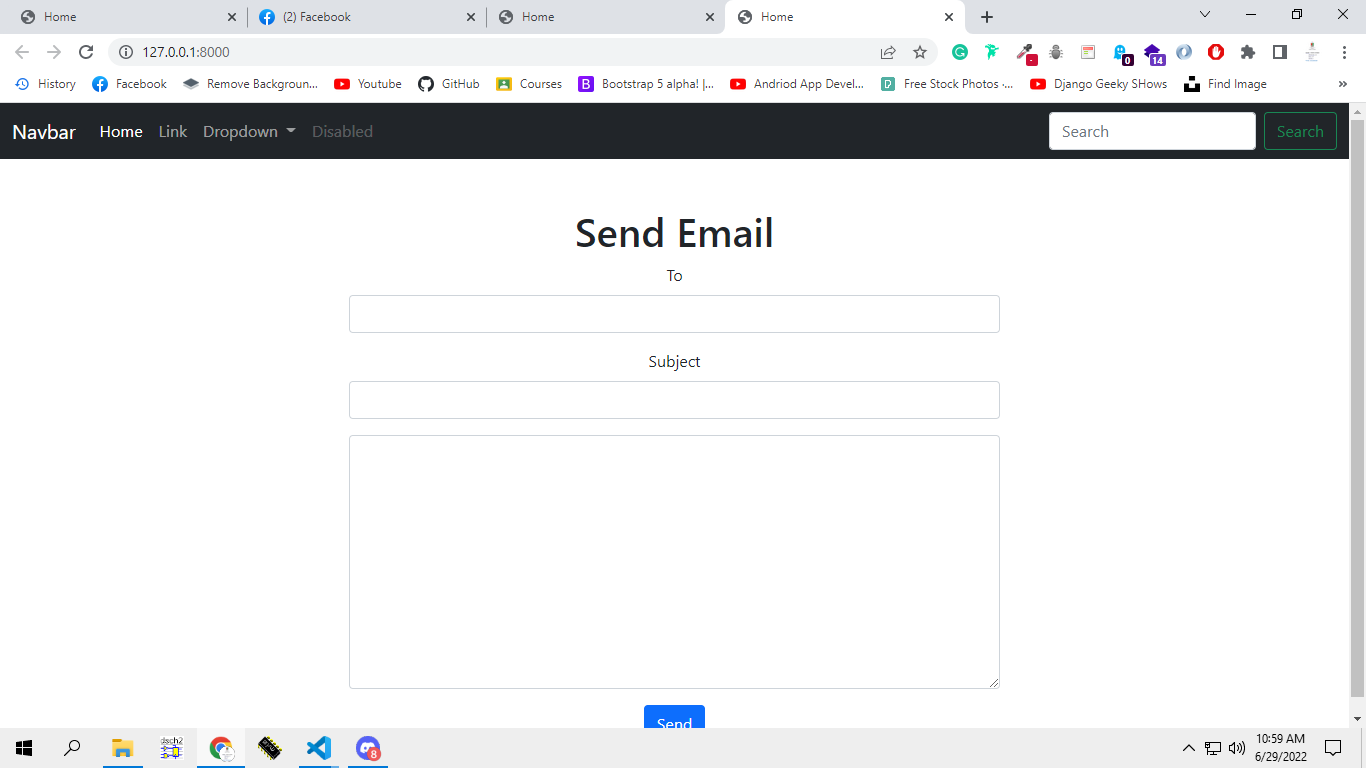 Home
(2) Facebook
Home
Home
127.0.0.1:8000
0
14
History
Facebook
Remove Backgroun...
Youtube
GitHub
Courses
B
Bootstrap 5 alpha! |...
Andriod App Devel...
Free Stock Photos ·...
Django Geeky SHows
Find Image
»
Navbar
Home
Link
Dropdown
Disabled
Search
Search
Send Email
To
Subject
Send
dsch2
8
10:59 AM
6/29/2022